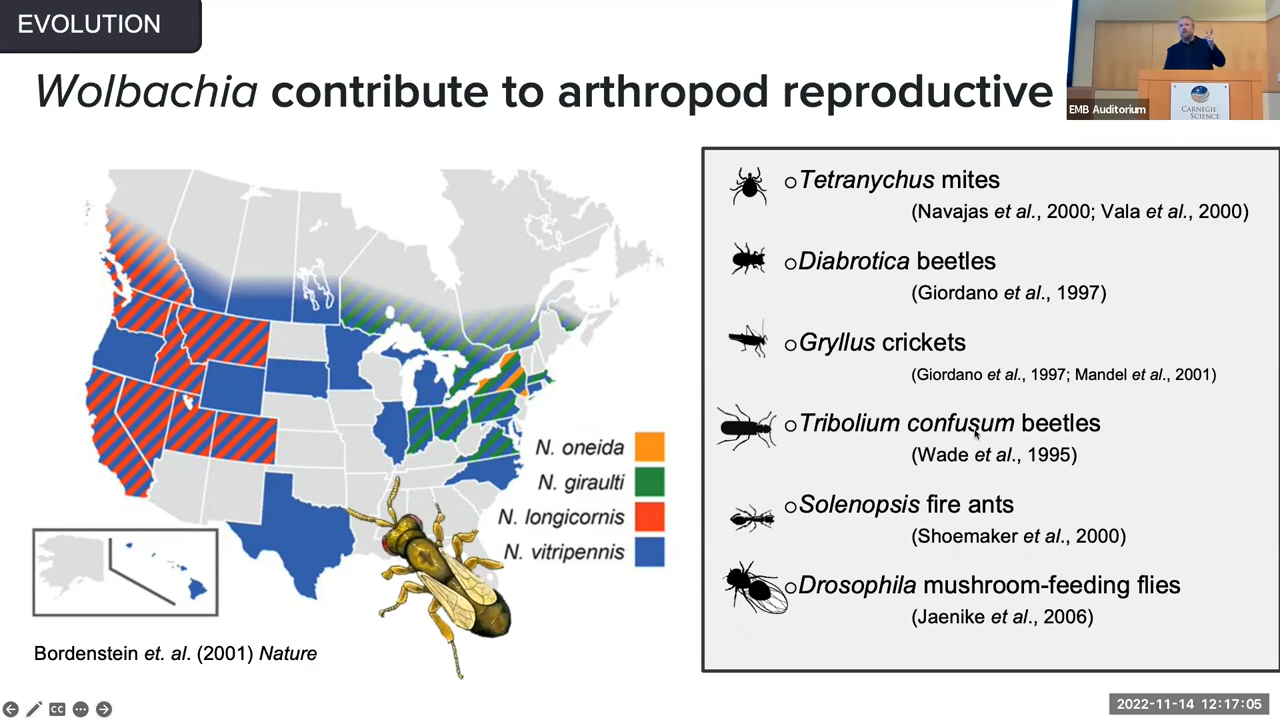 EVOLUTION
Wolbachia contribute to arthropod reproductive
EMB Auditorium
CARNEGIE
SCIENCE
N. oneida
N. giraulti
N. longicornis
N. vitripennis
Bordenstein et. al. (2001) Nature
Tetranychus mites
(Navajas et al., 2000; Vala et al., 2000)
Diabrotica beetles
(Giordano et al., 1997)
Gryllus crickets
(Giordano et al., 1997; Mandel et al., 2001)
Tribolium confusum beetles
(Wade et al., 1995)
Solenopsis fire ants
(Shoemaker et al., 2000)
Drosophila mushroom-feeding flies
(Jaenike et al., 2006)
CC
2022-11-14 12:17:05